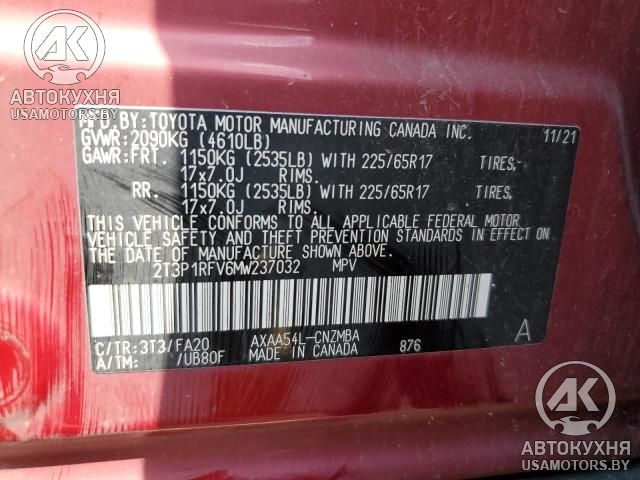 AK
АВТОКУХНЯ
USAMOTORS.BY
MFD.BY:TOYOTA MOTOR MANUFACTURING CANADA INC. 11/21
GVWR:2090KG (4610LB)
GAWR:FRT. 1150KG (2535LB) WITH 225/65R17 TIRES.
17x7.0J RIMS.
RR. 1150KG (2535LB) WITH 225/65R17 TIRES.
17x7.0J RIMS.
THIS VEHICLE CONFORMS TO ALL APPLICABLE FEDERAL MOTOR
VEHICLE SAFETY AND THEFT PREVENTION STANDARDS IN EFFECT ON
THE DATE OF MANUFACTURE SHOWN ABOVE.
2T3P1RFV6MW237032 MPV
C/TR:3T3/FA20 AXAA54L-CNZMBA 876 A
A/TM: /UB80F MADE IN CANADA
AK
АВТОКУХНЯ
USAMOTORS.BY